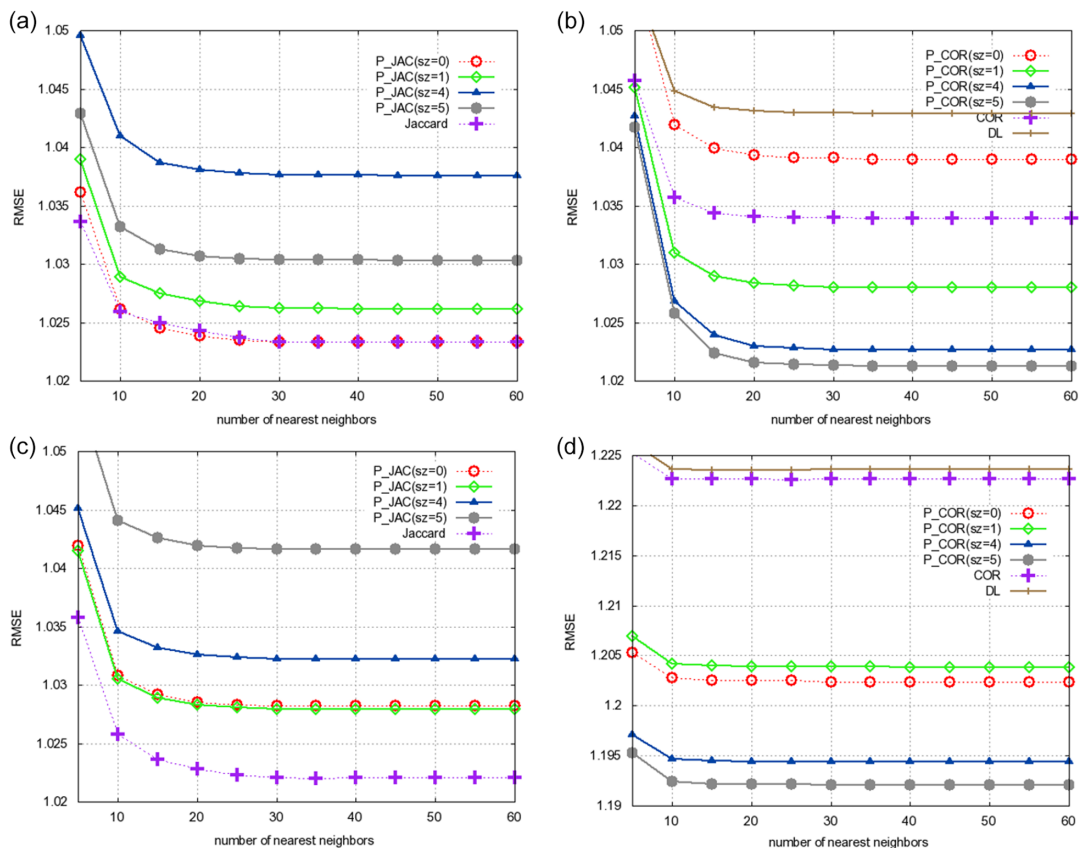 (a)
1.05
1.045
1.04
1.035
1.03
1.025
1.02
RMSE
P_JAC(sz=0)
P_JAC(sz=1)
P_JAC(sz=4)
P_JAC(sz=5)
Jaccard
10 20 30 40 50 60
number of nearest neighbors
(b)
1.05
1.045
1.04
1.035
1.03
1.025
1.02
RMSE
P_COR(sz=0)
P_COR(sz=1)
P_COR(sz=4)
P_COR(sz=5)
COR
DL
10 20 30 40 50 60
number of nearest neighbors
(c)
1.05
1.045
1.04
1.035
1.03
1.025
1.02
RMSE
P_JAC(sz=0)
P_JAC(sz=1)
P_JAC(sz=4)
P_JAC(sz=5)
Jaccard
10 20 30 40 50 60
number of nearest neighbors
(d)
1.225
1.22
1.215
1.21
1.205
1.2
1.195
1.19
RMSE
P_COR(sz=0)
P_COR(sz=1)
P_COR(sz=4)
P_COR(sz=5)
COR
DL
10 20 30 40 50 60
number of nearest neighbors